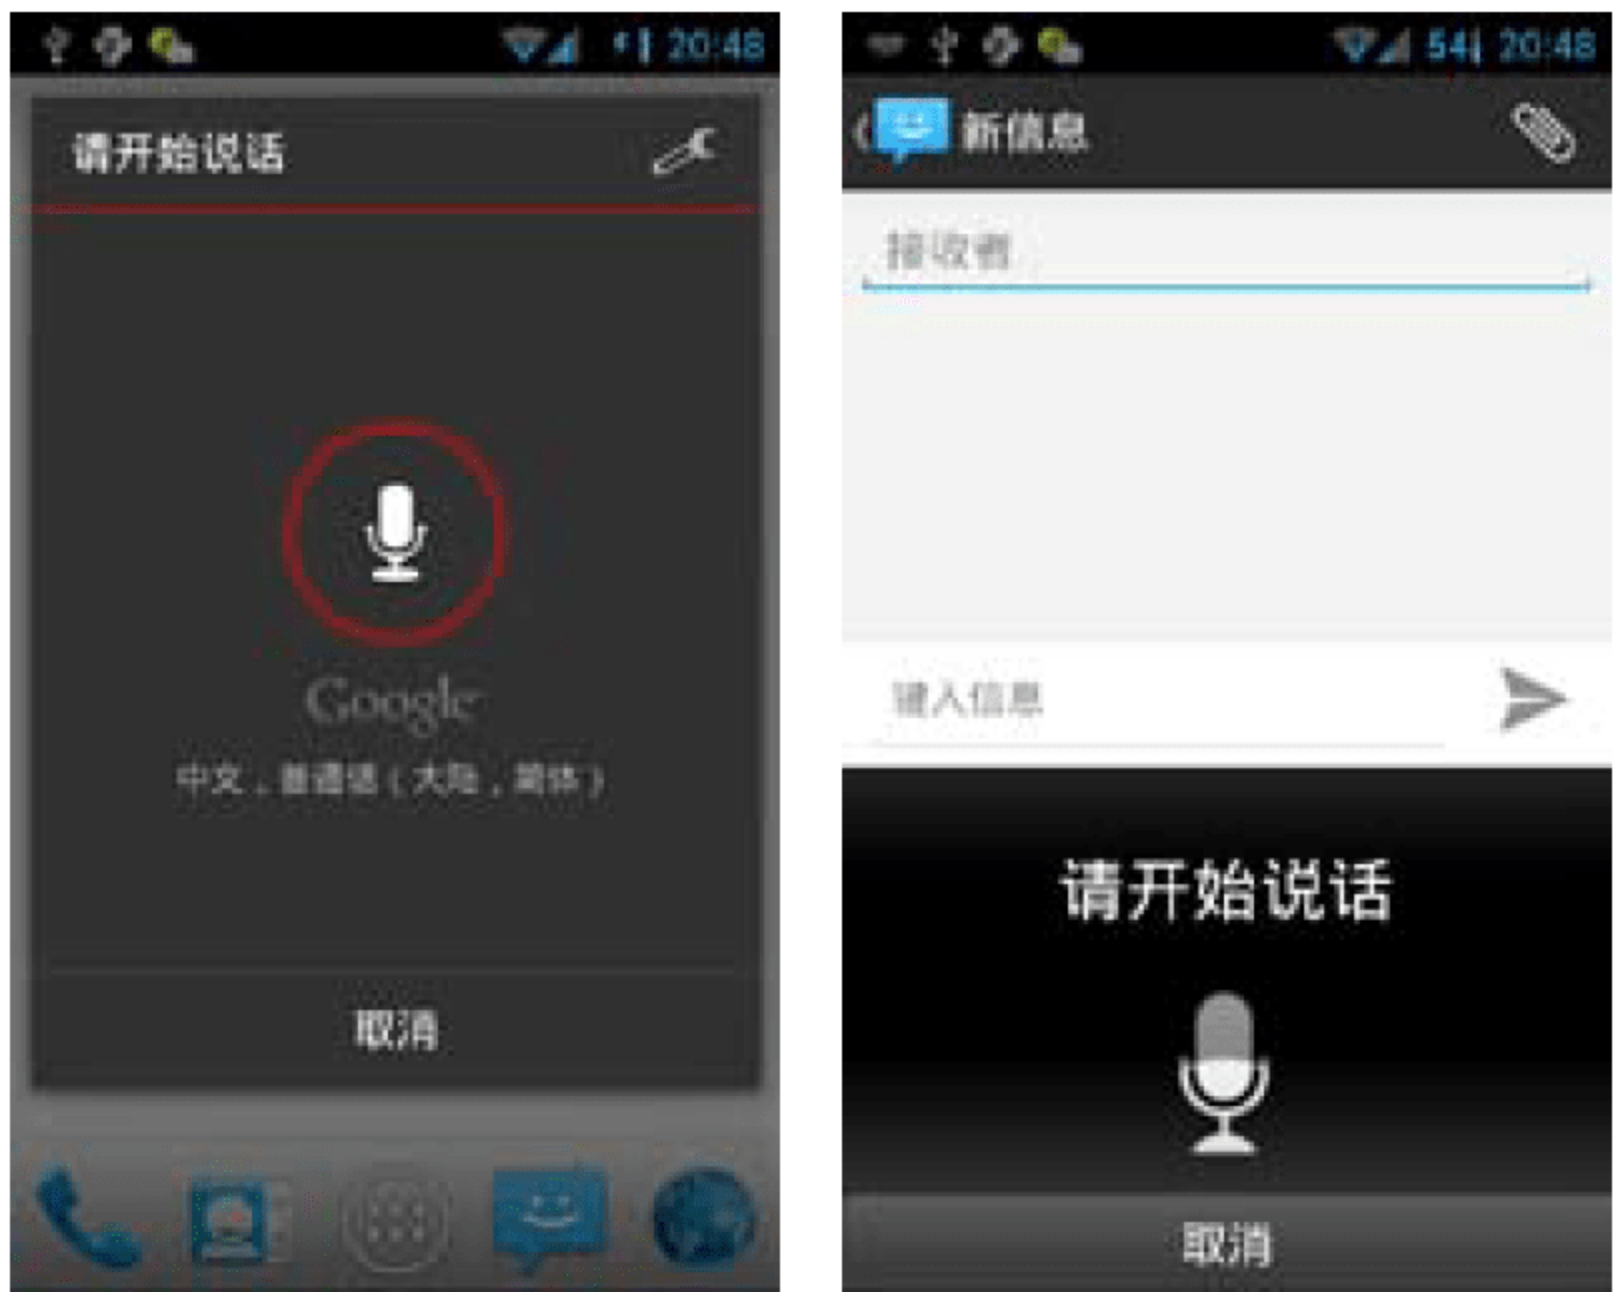 20:48
请开始说话
Google
中文，普通话（大陆，简体）
取消
54 20:48
新信息
接收者
键入信息
请开始说话
取消